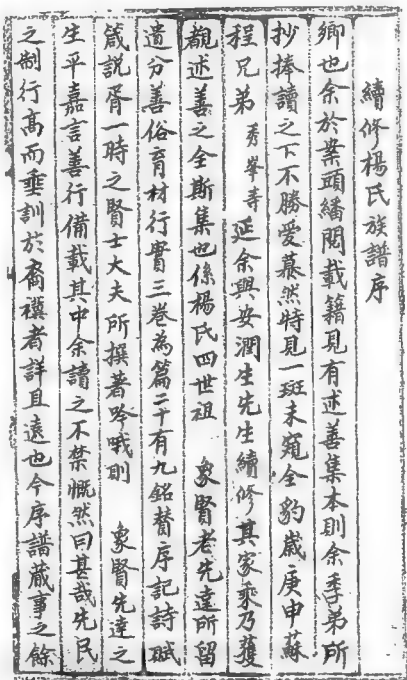 續修楊氏族譜序
鄉也余於案頭繙閱載籍見有述善集本則余季弟所
抄捧讀之下不勝愛慕然特見一斑未窺全豹歲庚申蘇
程兄弟 秀峯寺 延余與安潤生先生續修其家乘乃獲
觀述善之全斯集也係楊氏四世祖 象賢老先達所留
遺分善俗育材行實三卷為篇二十有九銘贊序記詩賦
箴說胥一時之賢士大夫所撰著吟哦則 象賢先達之
生平嘉言善行備載其中余讀之不禁慨然曰甚哉先民
之制行高而垂訓於裔禩者詳且遠也今序譜蕆事之餘